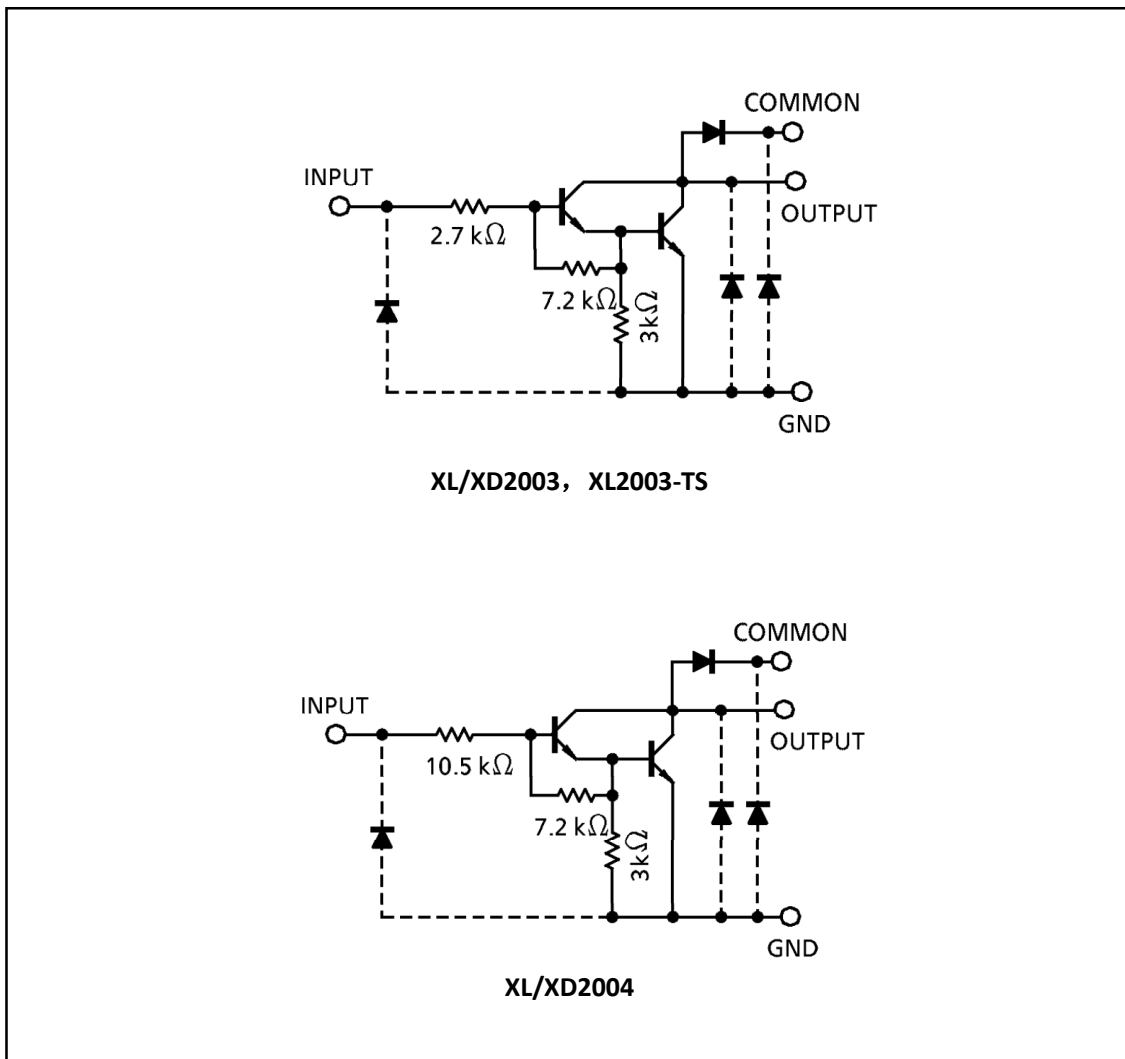 COMMON
INPUT
OUTPUT
2.7 kΩ
7.2 kΩ
3kΩ
GND
XL/XD2003， XL2003-TS
COMMON
INPUT
OUTPUT
10.5 kΩ
7.2 kΩ
3kΩ
GND
XL/XD2004